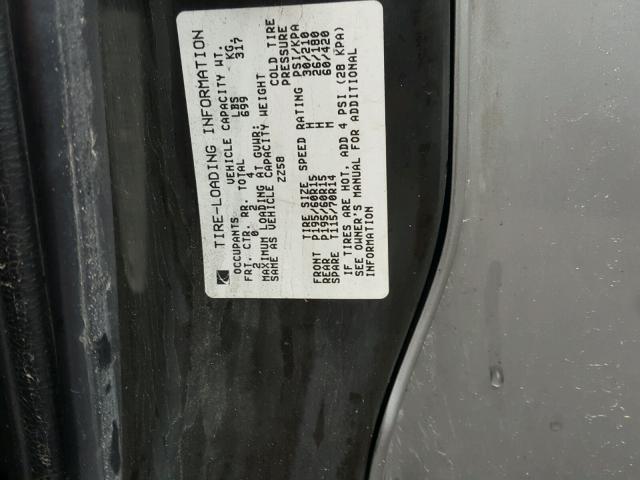 TIRE-LOADING INFORMATION
OCCUPANTS VEHICLE CAPACITY WT.
FRT. CTR. RR. TOTAL LBS KG.
2 0 2 4 699 317
MAXIMUM LOADING AT GVWR:
SAME AS VEHICLE CAPACITY WEIGHT
ZZS8
COLD TIRE
PRESSURE
TIRE SIZE SPEED RATING PSI/KPA
FRONT P195/60R15 H 30/210
REAR P195/60R15 H 26/180
SPARE T115/70R14 M 60/420
IF TIRES ARE HOT, ADD 4 PSI (28 KPA)
SEE OWNER'S MANUAL FOR ADDITIONAL
INFORMATION